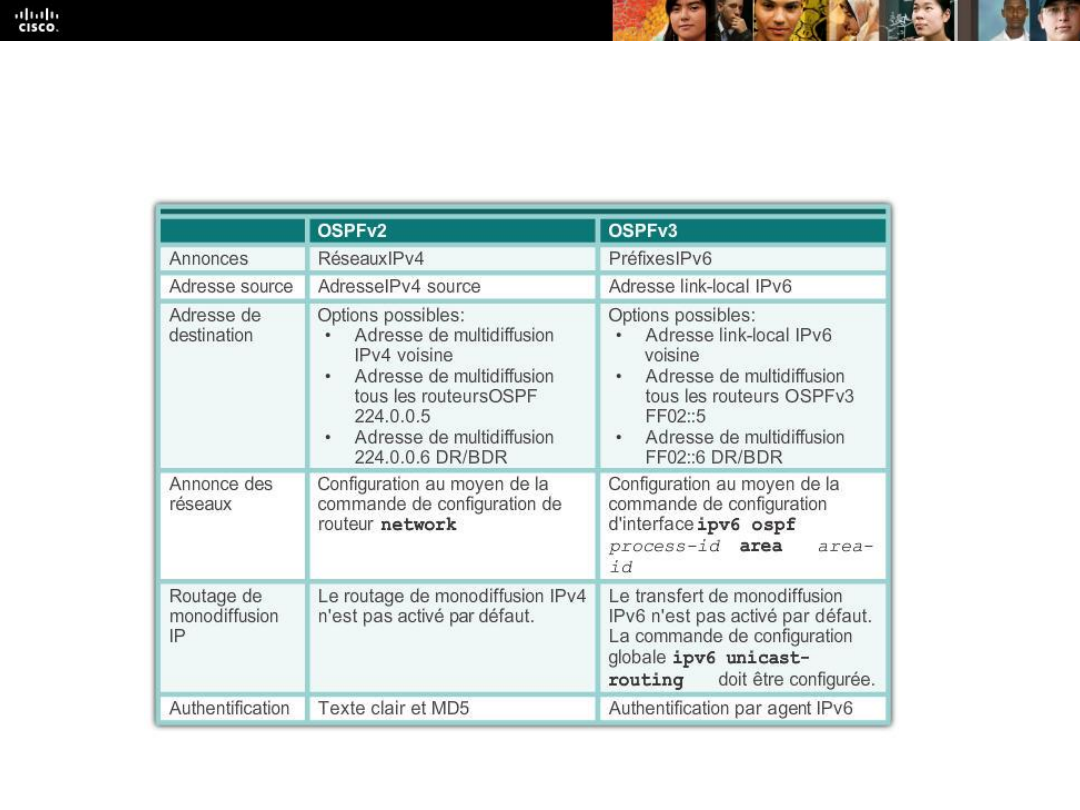 CISCO.
OSPFv2 OSPFv3
Annonces RéseauxIPv4 PréfixesIPv6
Adresse source AdresseIPv4 source Adresse link-local IPv6
Adresse de destination
Options possibles:
• Adresse de multidiffusion
IPv4 voisine
• Adresse de multidiffusion
tous les routeursOSPF
224.0.0.5
• Adresse de multidiffusion
224.0.0.6 DR/BDR
Options possibles:
• Adresse link-local IPv6
voisine
• Adresse de multidiffusion
tous les routeurs OSPFv3
FF02::5
• Adresse de multidiffusion
FF02::6 DR/BDR
Annonce des
réseaux
Configuration au moyen de la
commande de configuration de
routeur network
Configuration au moyen de la
commande de configuration
d'interface ipv6 ospf
process-id area area-
id
Routage de
monodiffusion
IP
Le routage de monodiffusion IPv4
n'est pas activé par défaut.
Le transfert de monodiffusion
IPv6 n'est pas activé par défaut.
La commande de configuration
globale ipv6 unicast-
routing doit être configurée.
Authentification Texte clair et MD5 Authentification par agent IPv6